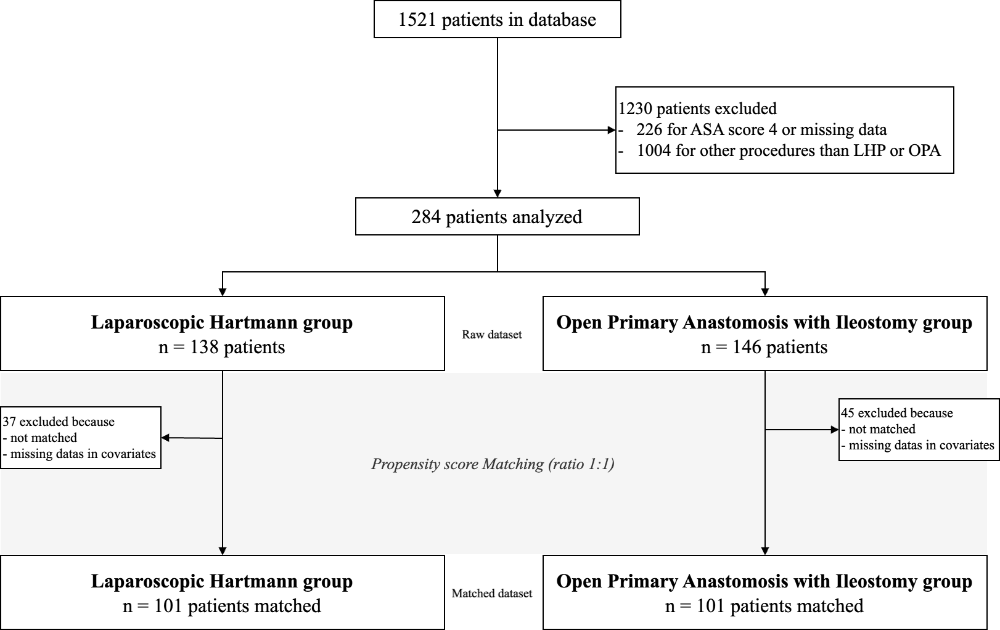 1521 patients in database
1230 patients excluded
- 226 for ASA score 4 or missing data
- 1004 for other procedures than LHP or OPA
284 patients analyzed
Laparoscopic Hartmann group
n = 138 patients
Raw dataset
Open Primary Anastomosis with Ileostomy group
n = 146 patients
37 excluded because
- not matched
- missing datas in covariates
45 excluded because
- not matched
- missing datas in covariates
Propensity score Matching (ratio 1:1)
Laparoscopic Hartmann group
n = 101 patients matched
Matched dataset
Open Primary Anastomosis with Ileostomy group
n = 101 patients matched